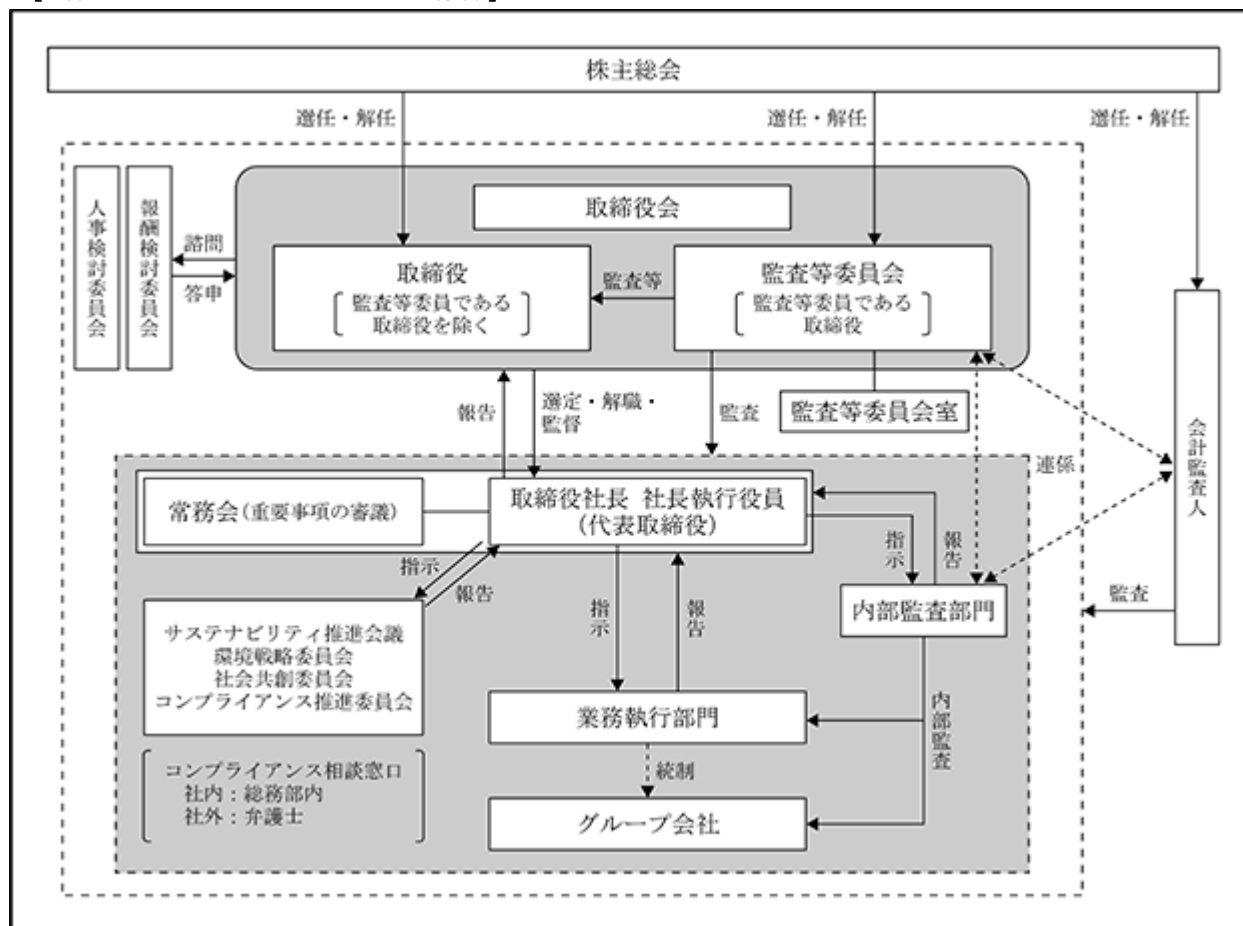 株主総会
選任・解任
選任・解任
選任・解任
人事検討委員会
報酬検討委員会
諮問
答申
取締役会
取締役
監査等委員である
取締役を除く
監査等
監査等委員会
監査等委員である
取締役
報告
選定・解職・
監督
監査
監査等委員会室
連係
会計監査人
常務会(重要事項の審議)
取締役社長 社長執行役員
(代表取締役)
指示
報告
指示
報告
指示
報告
内部監査部門
監査
サステナビリティ推進会議
環境戦略委員会
社会共創委員会
コンプライアンス推進委員会
業務執行部門
内部監査
コンプライアンス相談窓口
社内：総務部内
社外：弁護士
統制
グループ会社